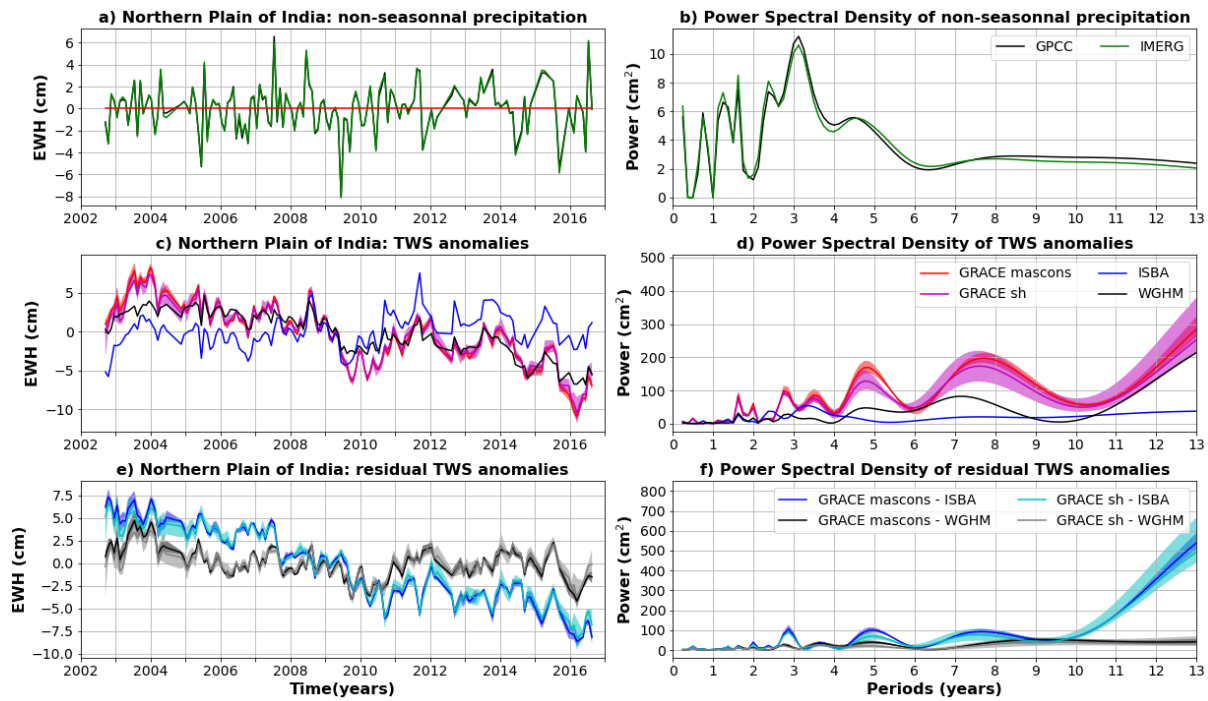 a) Northern Plain of India: non-seasonnal precipitation)
EWH (cm)
6
4
2
0
−2
−4
−6
−8
2002 2004 2006 2008 2010 2012 2014 2016
b) Power Spectral Density of non-seasonnal precipitation
Power (cm²)
10
8
6
4
2
0
GPCC IMERG
0 1 2 3 4 5 6 7 8 9 10 11 12 13
c) Northern Plain of India: TWS anomalies
EWH (cm)
5
0
−5
−10
2002 2004 2006 2008 2010 2012 2014 2016
d) Power Spectral Density of TWS anomalies
Power (cm²)
500
400
300
200
100
0
GRACE mascons ISBA
GRACE sh WGHM
0 1 2 3 4 5 6 7 8 9 10 11 12 13
e) Northern Plain of India: residual TWS anomalies
EWH (cm)
7.5
5.0
2.5
0.0
−2.5
−5.0
−7.5
−10.0
2002 2004 2006 2008 2010 2012 2014 2016
Time(years)
f) Power Spectral Density of residual TWS anomalies
Power (cm²)
800
700
600
500
400
300
200
100
0
GRACE mascons - ISBA GRACE sh - ISBA
GRACE mascons - WGHM GRACE sh - WGHM
0 1 2 3 4 5 6 7 8 9 10 11 12 13
Periods (years)